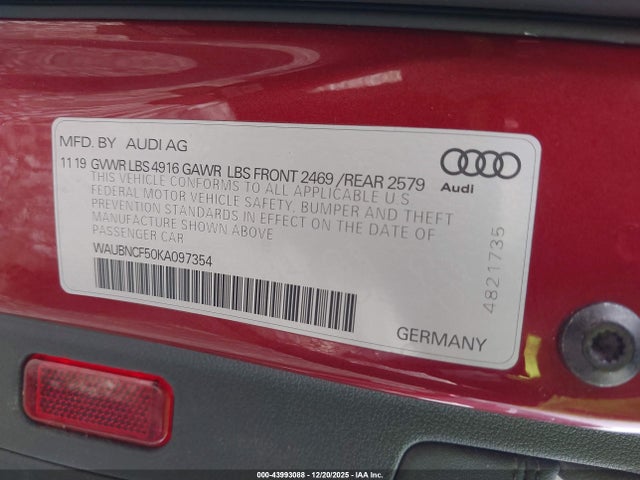 MFD. BY AUDI AG
11 19 GVWR LBS 4916 GAWR LBS FRONT 2469 /REAR 2579
THIS VEHICLE CONFORMS TO ALL APPLICABLE U.S
FEDERAL MOTOR VEHICLE SAFETY, BUMPER AND THEFT
PREVENTION STANDARDS IN EFFECT ON THE DATE OF
MANUFACTURE SHOWN ABOVE
PASSENGER CAR
WAUBNCF50KA097354
Audi
4821735
GERMANY
000-43993088 - 12/20/2025 - IAA Inc.